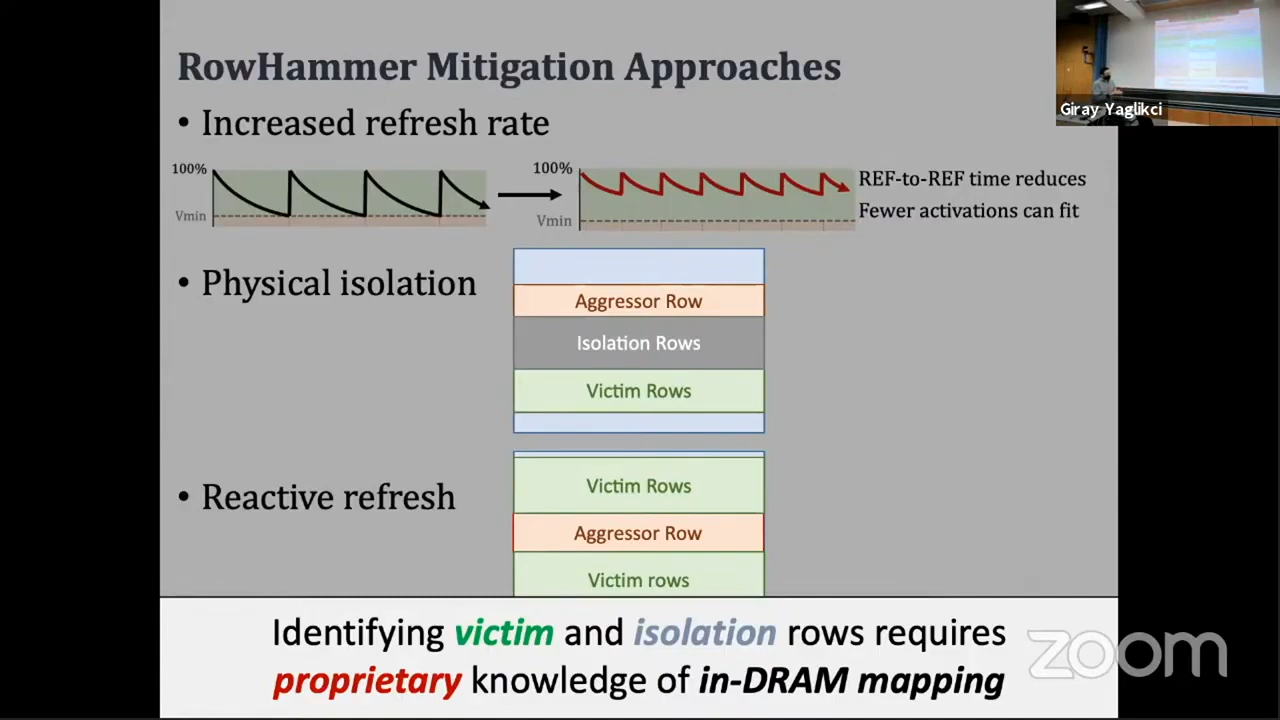 RowHammer Mitigation Approaches
Giray Yaglikci
• Increased refresh rate
100%
Vmin
100%
Vmin
REF-to-REF time reduces
Fewer activations can fit
• Physical isolation
Aggressor Row
Isolation Rows
Victim Rows
• Reactive refresh
Victim Rows
Aggressor Row
Victim rows
Identifying victim and isolation rows requires
proprietary knowledge of in-DRAM mapping
zoom